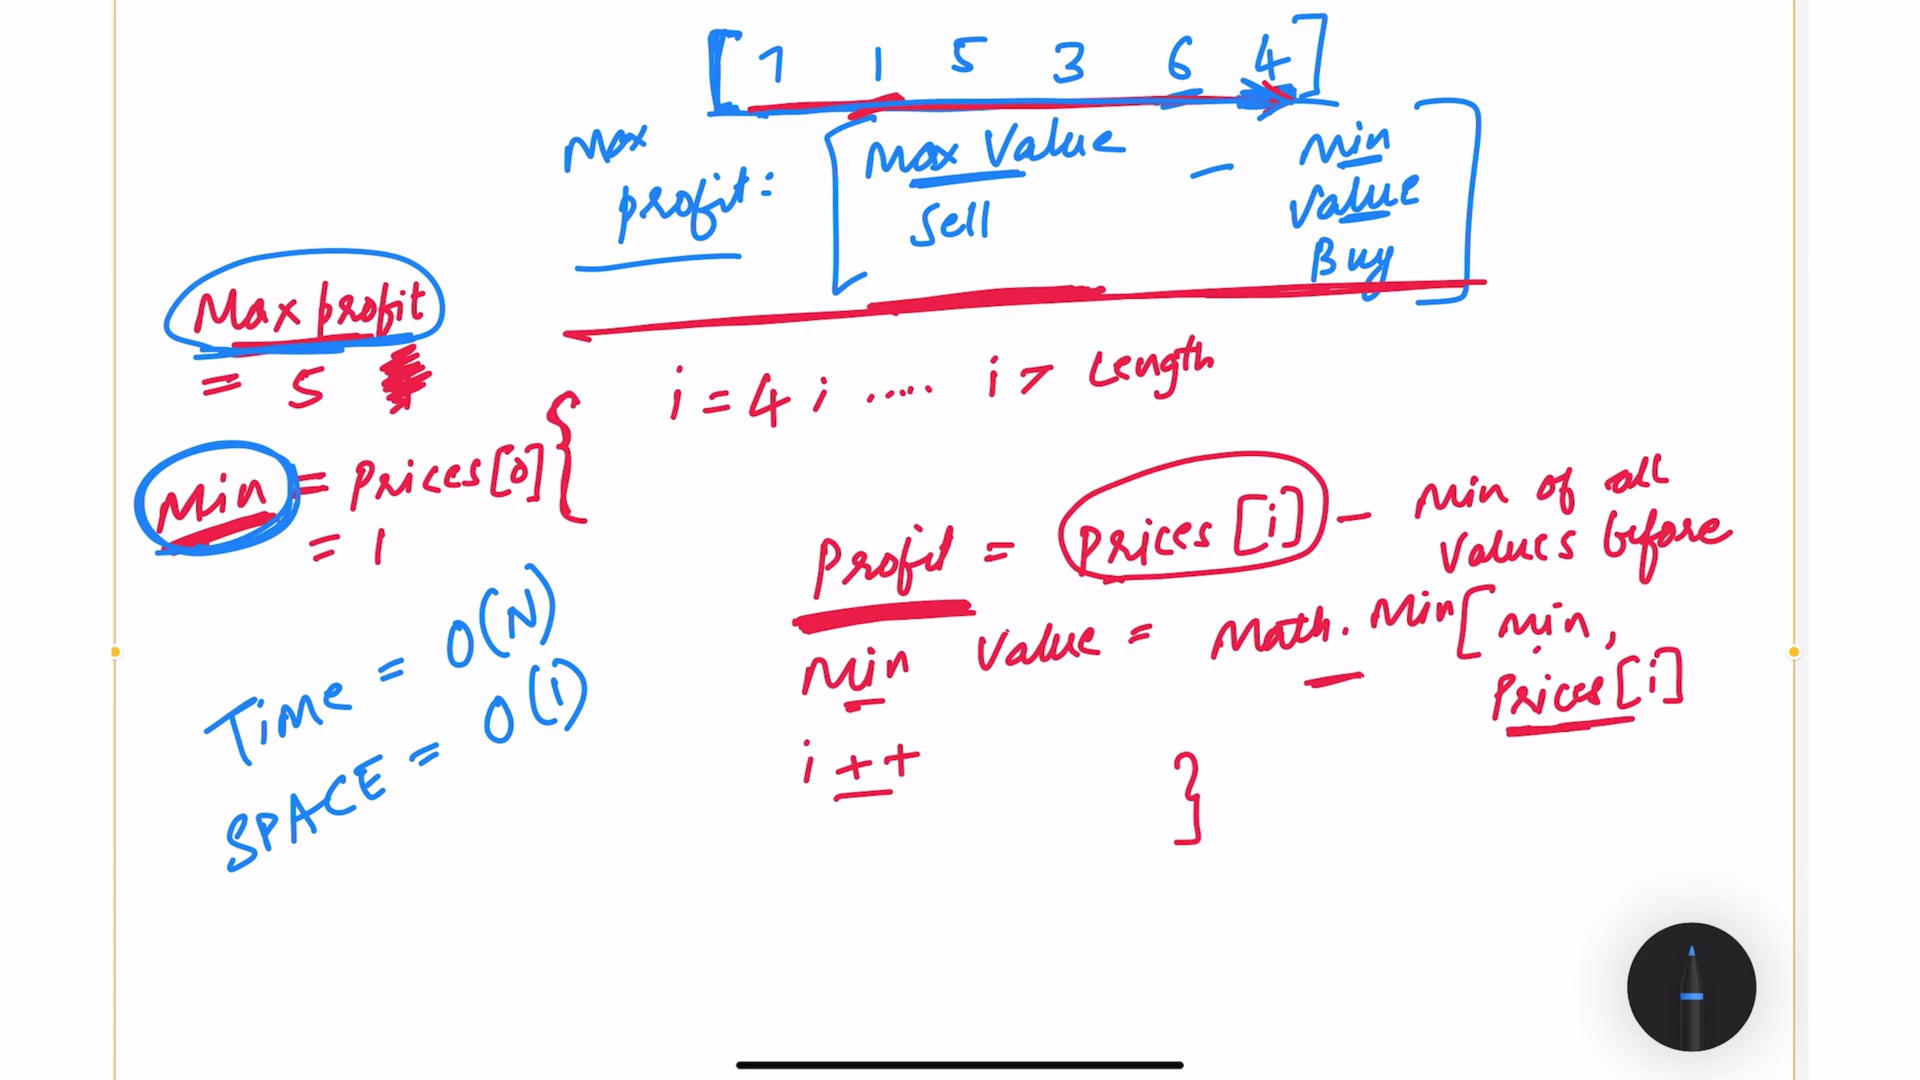 [ 7 1 5 3 6 4 ]
Max profit: [ Max Value Sell - Min Value Buy ]
Max profit
= 5
i = 4 ; ..... i > Length
Min = Prices[0] {
= 1
Profit = Prices[i] - Min of all Values before
Min Value = Math. Min[ Min, Prices[i]
i ++
}
Time = O(N)
SPACE = O(1)